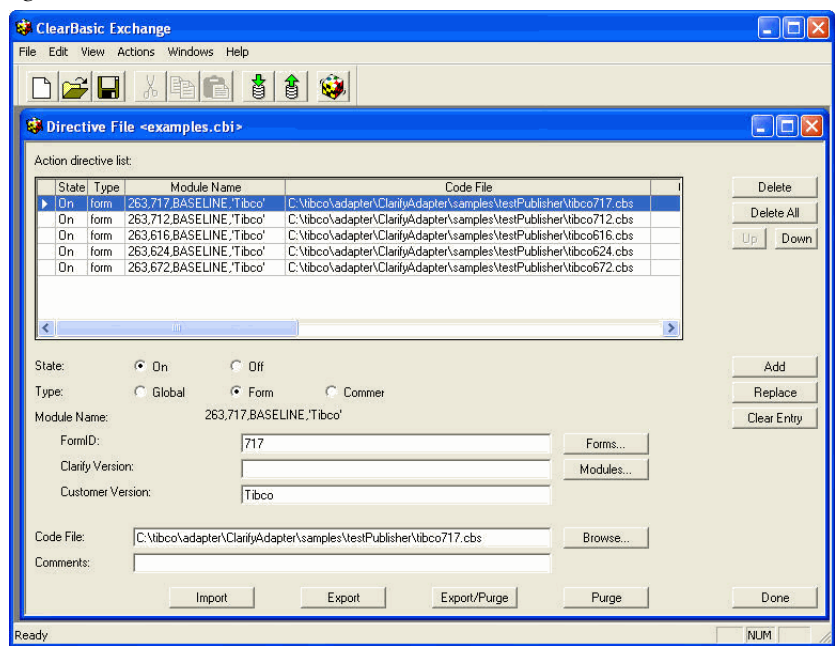 ClearBasic Exchange
File Edit View Actions Windows Help
Directive File <examples.cbi>
Action directive list:
State Type Module Name Code File
On form 263,717,BASELINE,'Tibco' C:\tibco\adapter\ClarifyAdapter\samples\testPublisher\tibco717.cbs
On form 263,712,BASELINE,'Tibco' C:\tibco\adapter\ClarifyAdapter\samples\testPublisher\tibco712.cbs
On form 263,616,BASELINE,'Tibco' C:\tibco\adapter\ClarifyAdapter\samples\testPublisher\tibco616.cbs
On form 263,624,BASELINE,'Tibco' C:\tibco\adapter\ClarifyAdapter\samples\testPublisher\tibco624.cbs
On form 263,672,BASELINE,'Tibco' C:\tibco\adapter\ClarifyAdapter\samples\testPublisher\tibco672.cbs
Delete
Delete All
Up Down
State: On Off Add
Type: Global Form Commer Replace
Module Name: 263,717,BASELINE,'Tibco' Clear Entry
FormID: 717 Forms...
Clarify Version: Modules...
Customer Version: Tibco
Code File: C:\tibco\adapter\ClarifyAdapter\samples\testPublisher\tibco717.cbs Browse...
Comments:
Import Export Export/Purge Purge Done
Ready NUM